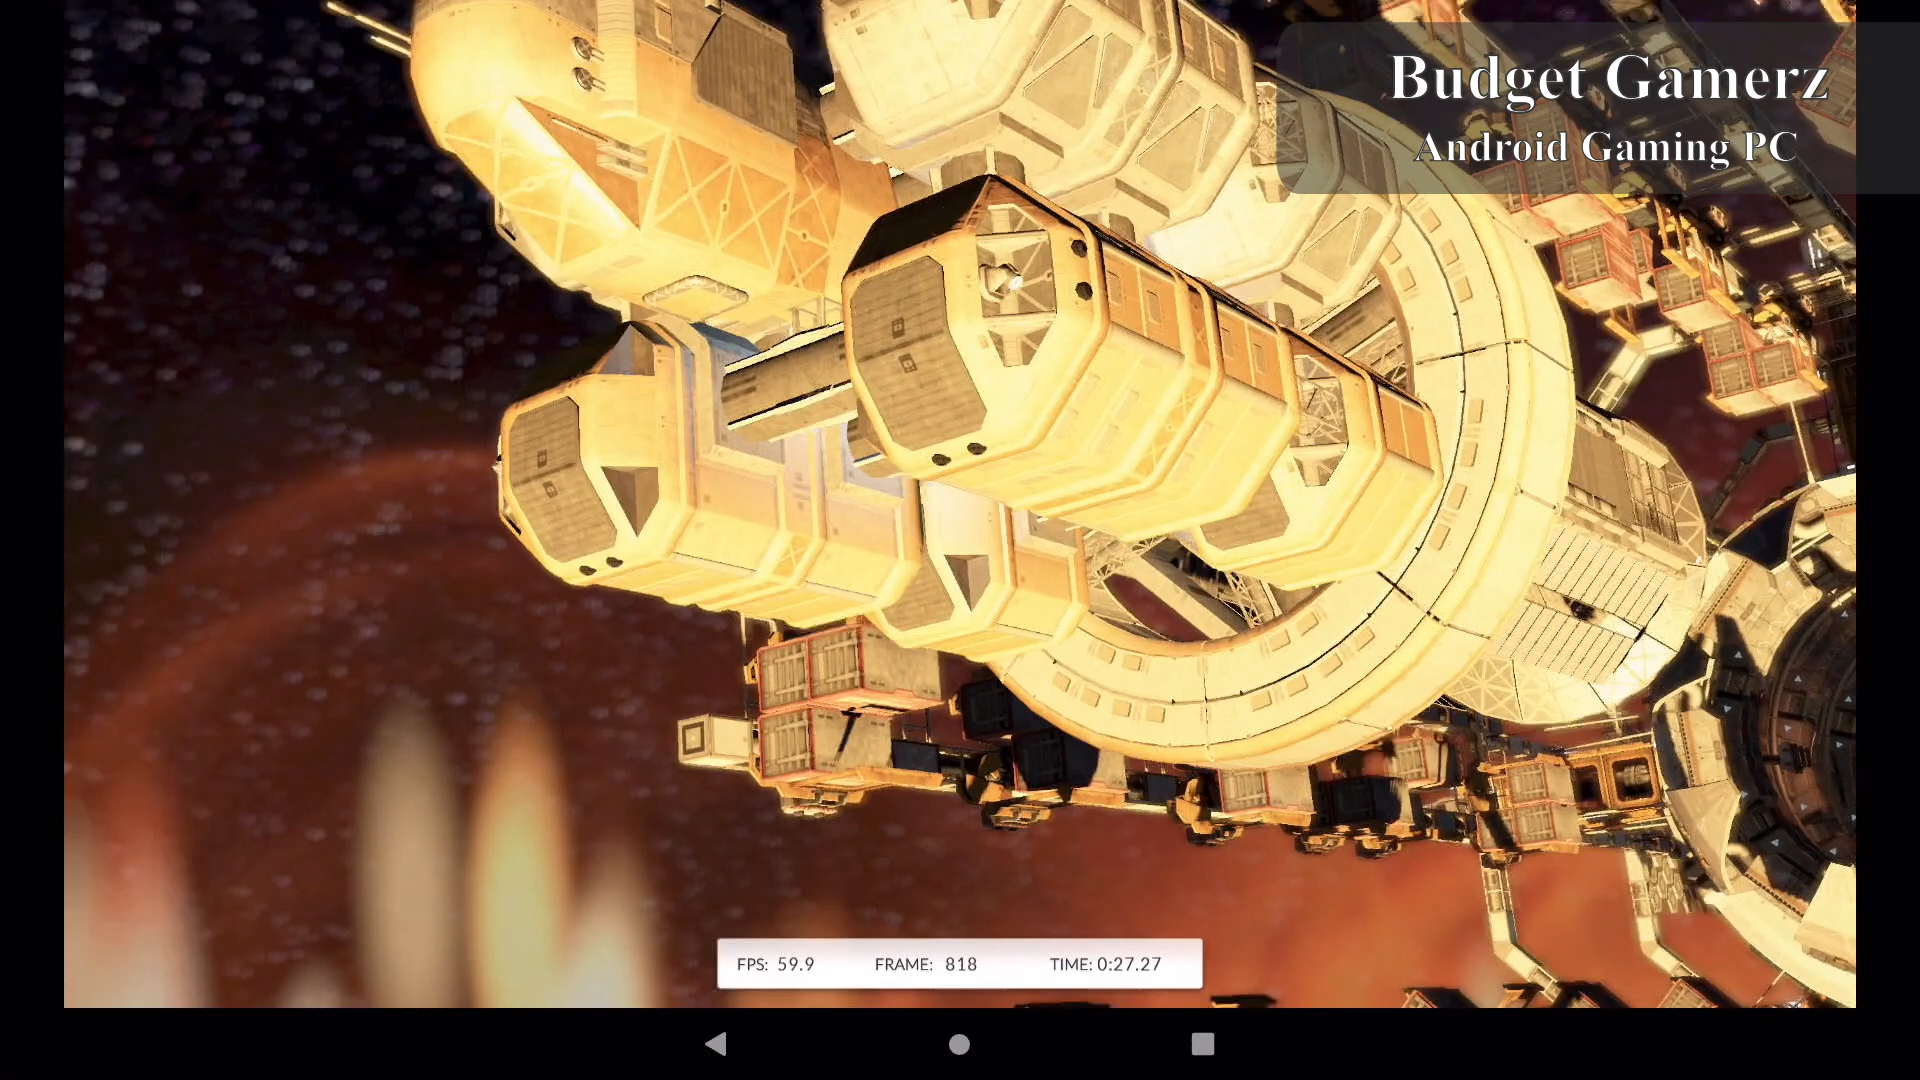 Budget Gamerz
Android Gaming PC
FPS: 59.9 FRAME: 818 TIME: 0:27.27